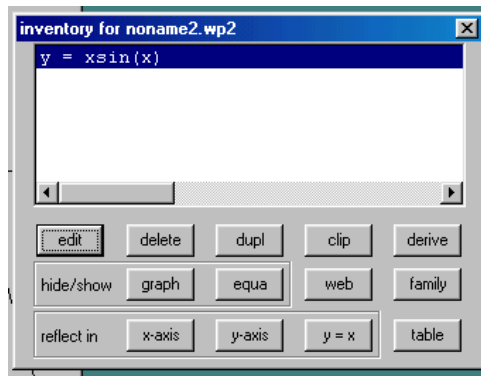 inventory for noname2.wp2
y = xsin(x)
edit delete dupl clip derive
hide/show graph equa web family
reflect in x-axis y-axis y = x table